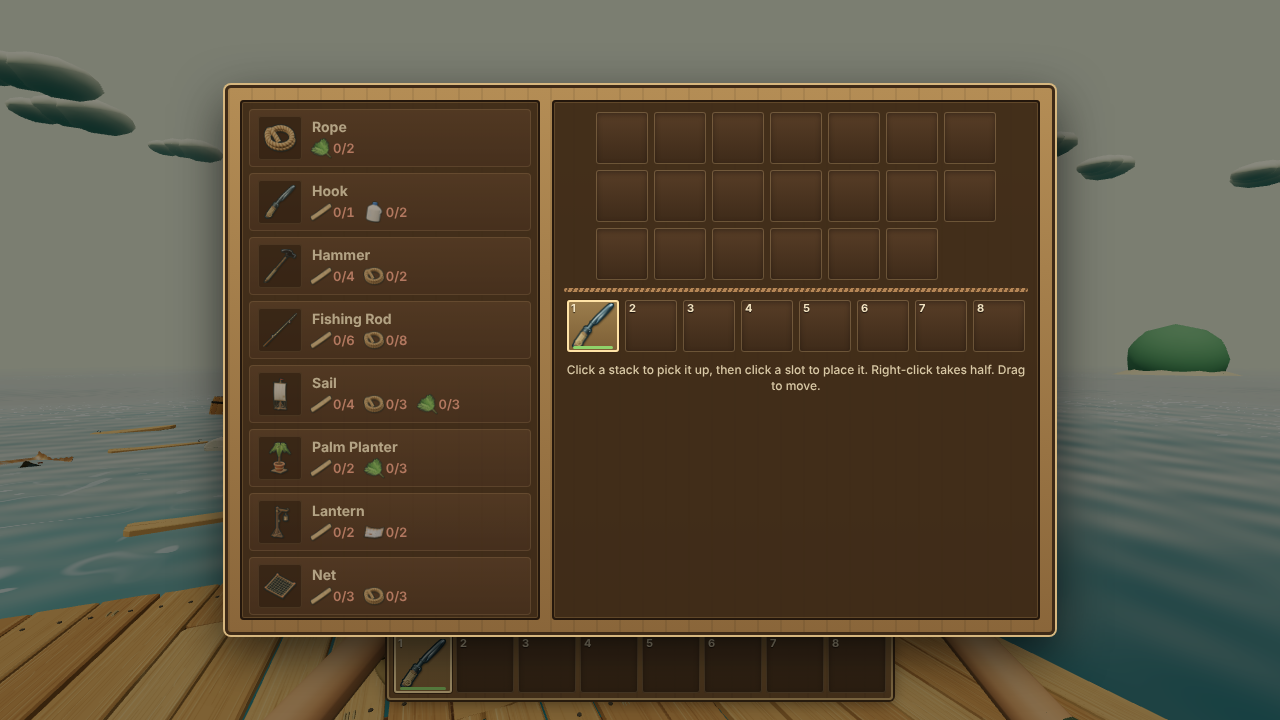 Rope
0/2
Hook
0/1 0/2
Hammer
0/4 0/2
Fishing Rod
0/6 0/8
Sail
0/4 0/3 0/3
Palm Planter
0/2 0/3
Lantern
0/2 0/2
Net
0/3 0/3
1 2 3 4 5 6 7 8
Click a stack to pick it up, then click a slot to place it. Right-click takes half. Drag
to move.
1 2 3 4 5 6 7 8